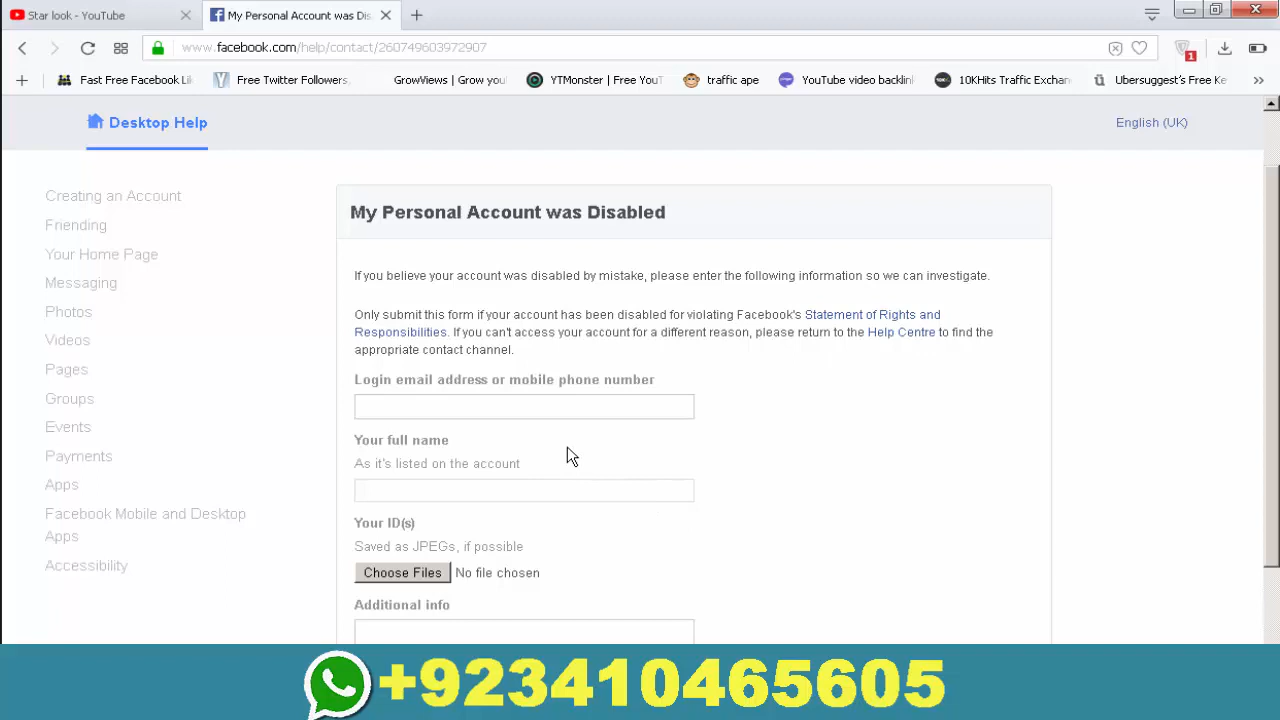 Star look - YouTube
My Personal Account was Dis
www.facebook.com/help/contact/260749603972907
1
Fast Free Facebook Li
Free Twitter Followers
GrowViews | Grow you
YTMonster | Free YouT
traffic ape
YouTube video backlin
10KHits Traffic Exchan
Ubersuggest's Free Ke
Desktop Help
English (UK)
Creating an Account
Friending
Your Home Page
Messaging
Photos
Videos
Pages
Groups
Events
Payments
Apps
Facebook Mobile and Desktop
Apps
Accessibility
My Personal Account was Disabled
If you believe your account was disabled by mistake, please enter the following information so we can investigate.
Only submit this form if your account has been disabled for violating Facebook's Statement of Rights and
Responsibilities. If you can't access your account for a different reason, please return to the Help Centre to find the
appropriate contact channel.
Login email address or mobile phone number
Your full name
As it's listed on the account
Your ID(s)
Saved as JPEGs, if possible
Choose Files No file chosen
Additional info
+923410465605